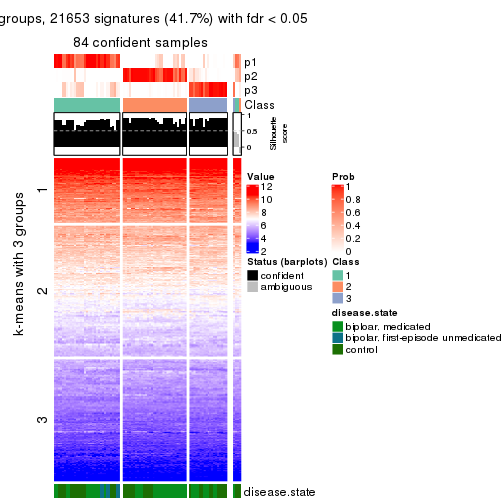 groups, 21653 signatures (41.7%) with fdr < 0.05
84 confident samples
p1
p2
p3
Class
1
0.5
0
Silhouette
score
k-means with 3 groups
1
2
3
Value
12
10
8
6
4
2
Prob
1
0.8
0.6
0.4
0.2
0
Status (barplots)
confident
ambiguous
Class
1
2
3
disease.state
biploar. medicated
bipolar. first-episode unmedicated
control
disease.state